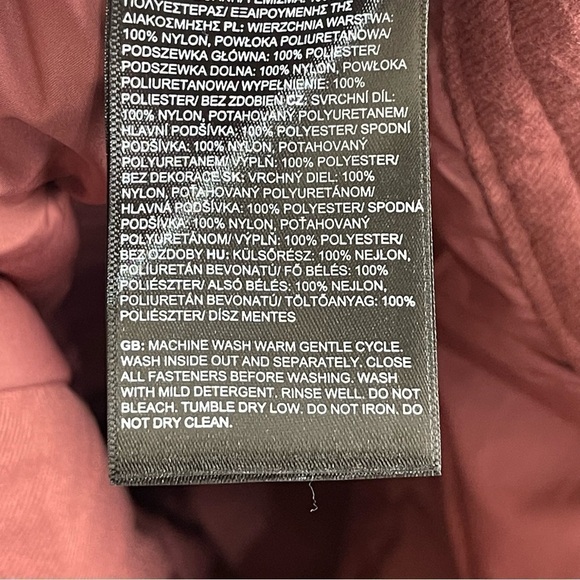 ΠΟΛΥΕΣΤΕΡΑΣ/ ΕΞΑΙΡΟΥΜΕΝΗΣ ΤΗΣ
ΔΙΑΚΟΣΜΗΣΗΣ PL: WIERZCHNIA WARSTWA:
100% NYLON, POWŁOKA POLIURETANOWA/
PODSZEWKA GŁÓWNA: 100% POLIESTER/
PODSZEWKA DOLNA: 100% NYLON, POWŁOKA
POLIURETANOWA/ WYPEŁNIENIE: 100%
POLIESTER/ BEZ ZDOBIEŃ CZ: SVRCHNÍ DÍL:
100% NYLON, POTAHOVANÝ POLYURETANEM/
HLAVNÍ PODŠÍVKA: 100% POLYESTER/ SPODNÍ
PODŠÍVKA: 100% NYLON, POTAHOVANÝ
POLYURETANEM/ VÝPLŇ: 100% POLYESTER/
BEZ DEKORACE SK: VRCHNÝ DIEL: 100%
NYLON, POŤAHOVANÝ POLYURETÁNOM/
HLAVNÁ PODŠÍVKA: 100% POLYESTER/ SPODNÁ
PODŠÍVKA: 100% NYLON, POŤAHOVANÝ
POLYURETÁNOM/ VÝPLŇ: 100% POLYESTER/
BEZ OZDOBY HU: KÜLSŐRÉSZ: 100% NEJLON,
POLIURETÁN BEVONATÚ/ FŐ BÉLÉS: 100%
POLIÉSZTER/ ALSÓ BÉLÉS: 100% NEJLON,
POLIURETÁN BEVONATÚ/ TÖLTŐANYAG: 100%
POLIÉSZTER/ DÍSZ MENTES
GB: MACHINE WASH WARM GENTLE CYCLE.
WASH INSIDE OUT AND SEPARATELY. CLOSE
ALL FASTENERS BEFORE WASHING. WASH
WITH MILD DETERGENT. RINSE WELL. DO NOT
BLEACH. TUMBLE DRY LOW. DO NOT IRON. DO
NOT DRY CLEAN.